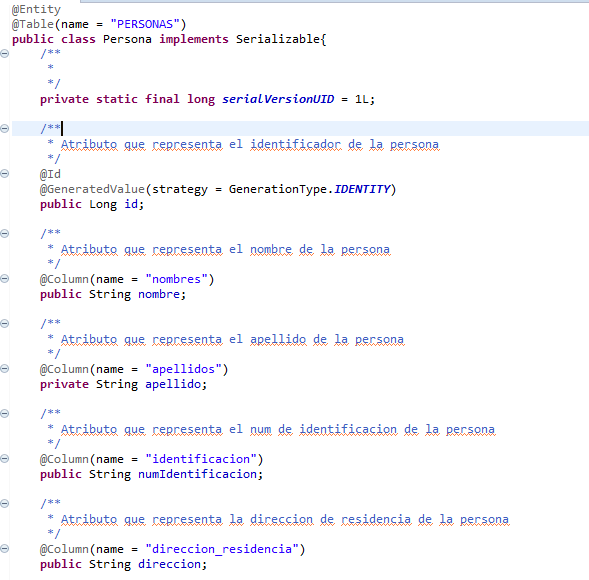 @Entity
@Table(name = "PERSONAS")
public class Persona implements Serializable{
/**
*
*/
private static final long serialVersionUID = 1L;
/**
* Atributo que representa el identificador de la persona
*/
@Id
@GeneratedValue(strategy = GenerationType.IDENTITY)
public Long id;
/**
* Atributo que representa el nombre de la persona
*/
@Column(name = "nombres")
public String nombre;
/**
* Atributo que representa el apellido de la persona
*/
@Column(name = "apellidos")
private String apellido;
/**
* Atributo que representa el num de identificacion de la persona
*/
@Column(name = "identificacion")
public String numIdentificacion;
/**
* Atributo que representa la direccion de residencia de la persona
*/
@Column(name = "direccion_residencia")
public String direccion;